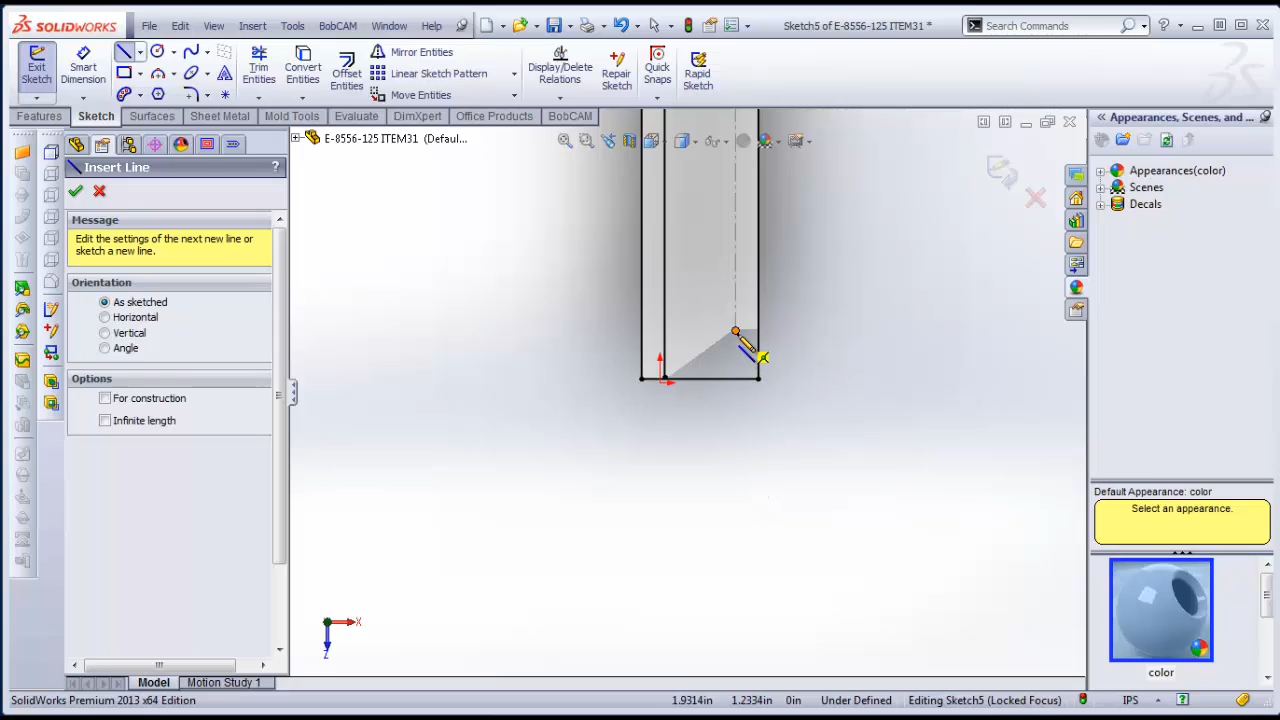 SOLIDWORKS File Edit View Insert Tools BobCAM Window Help Sketch5 of E-8556-125 ITEM31 * Search Commands
Exit Sketch
Smart Dimension
Trim Entities
Convert Entities
Offset Entities
Mirror Entities
Linear Sketch Pattern
Move Entities
Display/Delete Relations
Repair Sketch
Quick Snaps
Rapid Sketch
Features Sketch Surfaces Sheet Metal Mold Tools Evaluate DimXpert Office Products BobCAM
Appearances, Scenes, and...
E-8556-125 ITEM31 (Defaul...
Insert Line ?
Message
Edit the settings of the next new line or
sketch a new line.
Orientation
As sketched
Horizontal
Vertical
Angle
Options
For construction
Infinite length
Appearances(color)
Scenes
Decals
Default Appearance: color
Select an appearance.
color
X
Z
Model Motion Study 1
SolidWorks Premium 2013 x64 Edition 1.9314in 1.2334in 0in Under Defined Editing Sketch5 (Locked Focus) IPS